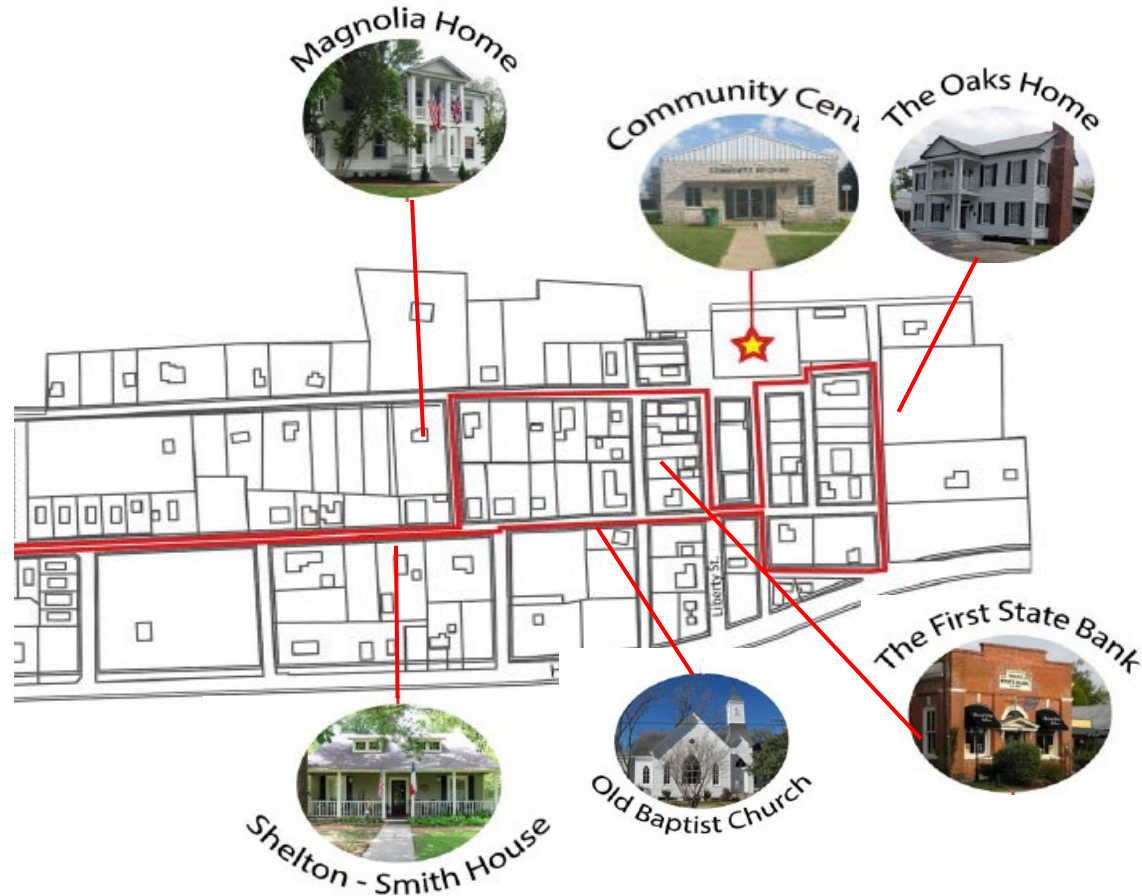 Magnolia Home
Community Cent
The Oaks Home
Liberty St.
H
The First State Bank
Old Baptist Church
Shelton - Smith House